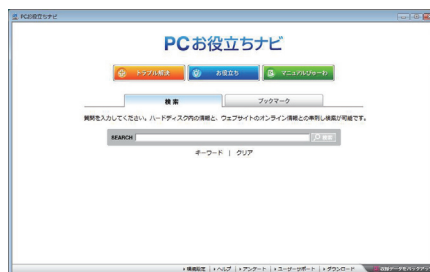 PCお役立ちナビ
PCお役立ちナビ
トラブル解決
お役立ち
マニュアルびゅーわ
検索
ブックマーク
質問を入力してください。ハードディスク内の情報と、ウェブサイトのオンライン情報との串刺し検索が可能です。
SEARCH 検索
キーワード | クリア
環境設定 | ヘルプ | アンケート | ユーザーサポート | ダウンロード